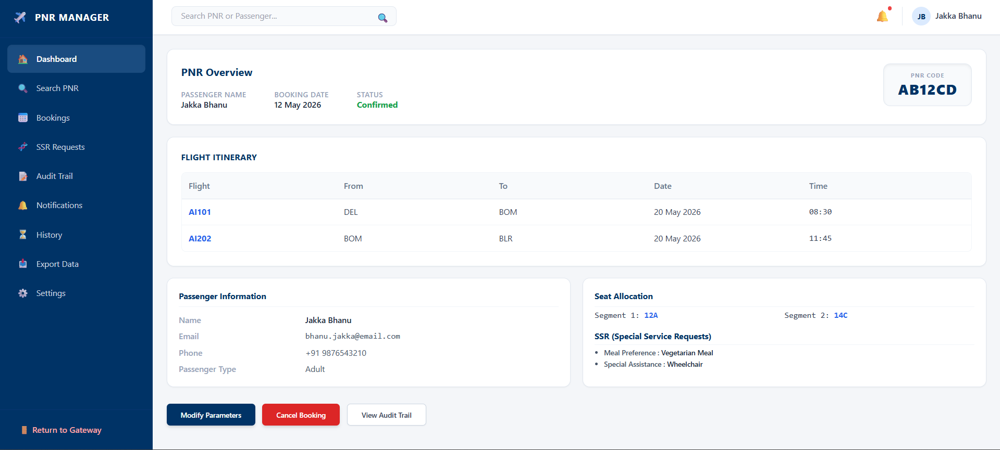 PNR MANAGER
Search PNR or Passenger...
JB Jakka Bhanu
Dashboard
Search PNR
Bookings
SSR Requests
Audit Trail
Notifications
History
Export Data
Settings
Return to Gateway
PNR Overview
PASSENGER NAME BOOKING DATE STATUS
Jakka Bhanu 12 May 2026 Confirmed
PNR CODE
AB12CD
FLIGHT ITINERARY
Flight From To Date Time
AI101 DEL BOM 20 May 2026 08:30
AI202 BOM BLR 20 May 2026 11:45
Passenger Information
Name Jakka Bhanu
Email bhanu.jakka@email.com
Phone +91 9876543210
Passenger Type Adult
Seat Allocation
Segment 1: 12A Segment 2: 14C
SSR (Special Service Requests)
• Meal Preference : Vegetarian Meal
• Special Assistance : Wheelchair
Modify Parameters Cancel Booking View Audit Trail